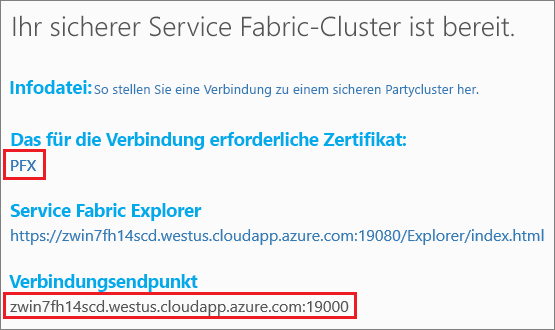 Ihr sicherer Service Fabric-Cluster ist bereit.
Infodatei: So stellen Sie eine Verbindung zu einem sicheren Partycluster her.
Das für die Verbindung erforderliche Zertifikat:
PFX
Service Fabric Explorer
https://zwin7fh14scd.westus.cloudapp.azure.com:19080/Explorer/index.html
Verbindungsendpunkt
zwin7fh14scd.westus.cloudapp.azure.com:19000